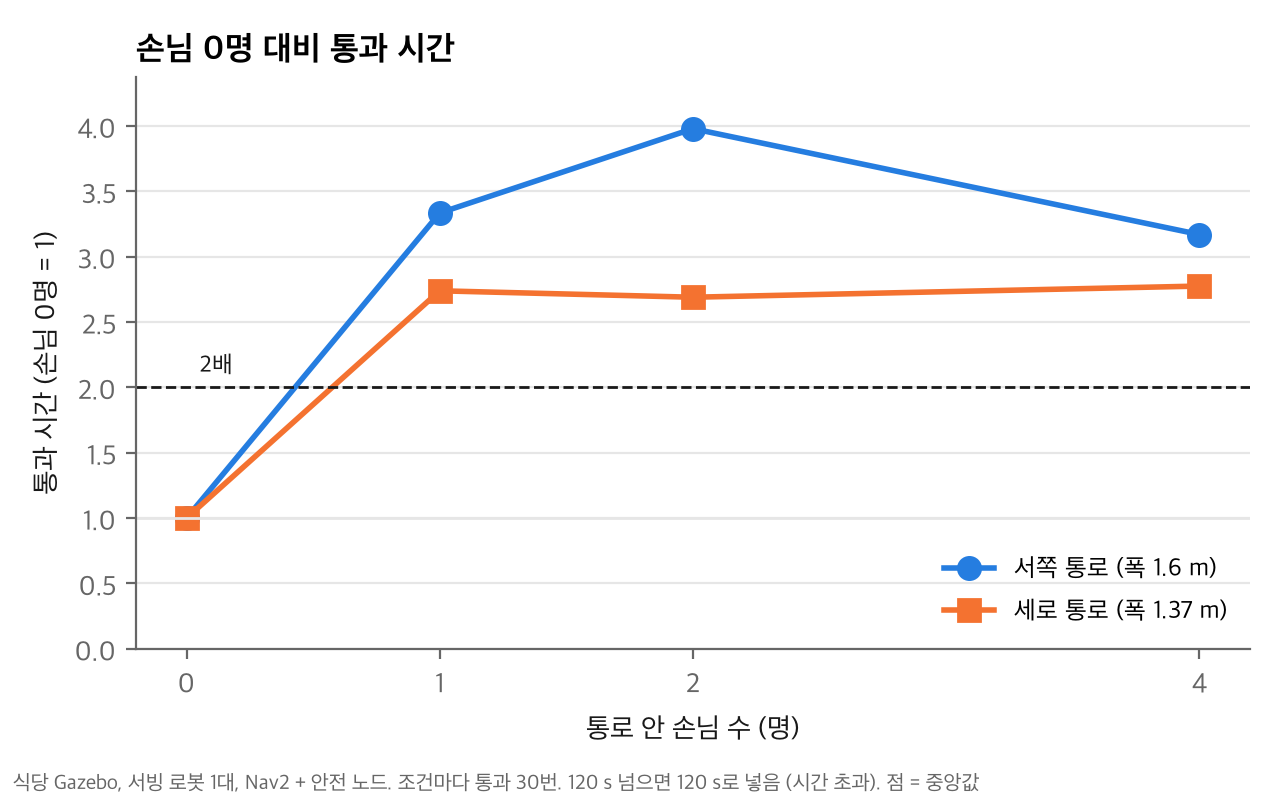 손님 0명 대비 통과 시간
통과 시간 (손님 0명 = 1)
4.0
3.5
3.0
2.5
2.0
1.5
1.0
0.5
0.0
2배
서쪽 통로 (폭 1.6 m)
세로 통로 (폭 1.37 m)
0
1
2
4
통로 안 손님 수 (명)
식당 Gazebo, 서빙 로봇 1대, Nav2 + 안전 노드. 조건마다 통과 30번. 120 s 넘으면 120 s로 넣음 (시간 초과). 점 = 중앙값